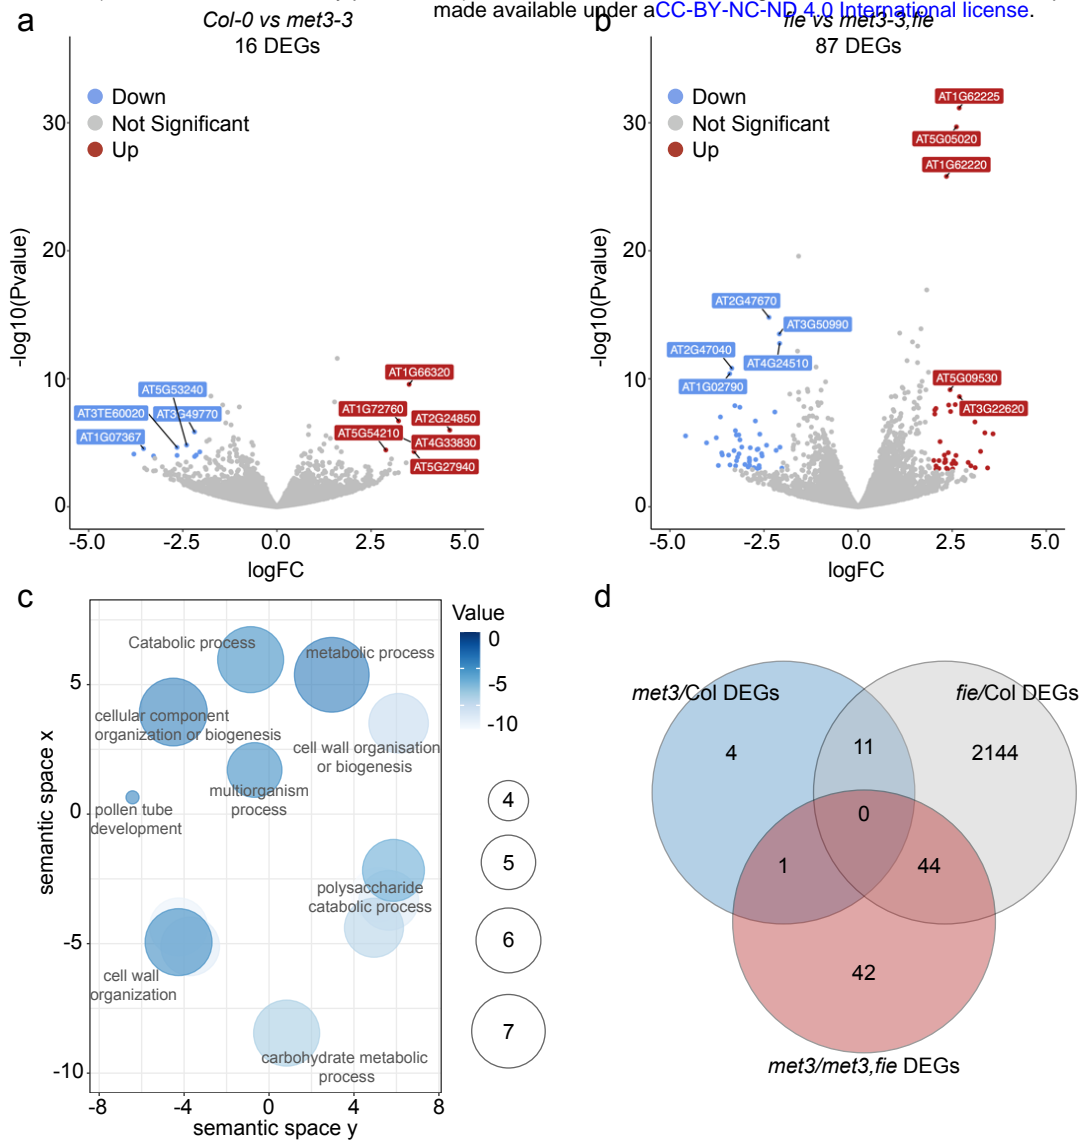 made available under aCC-BY-NC-ND 4.0 International license.
a
Col-0 vs met3-3
16 DEGs
Down
Not Significant
Up
30
20
10
0
-log10(Pvalue)
AT1G66320
AT5G53240
AT1G72760
AT3TE60020
AT3G49770
AT2G24850
AT5G54210
AT1G07367
AT4G33830
AT5G27940
-5.0
-2.5
0.0
2.5
5.0
logFC
b
fie vs met3-3,fie
87 DEGs
Down
Not Significant
Up
30
20
10
0
-log10(Pvalue)
AT1G62225
AT5G05020
AT1G62220
AT2G47670
AT3G50990
AT2G47040
AT4G24510
AT1G02790
AT5G09530
AT3G22620
-5.0
-2.5
0.0
2.5
5.0
logFC
c
Catabolic process
metabolic process
cellular component
organization or biogenesis
cell wall organisation
or biogenesis
multiorganism
process
pollen tube
development
polysaccharide
catabolic process
cell wall
organization
carbohydrate metabolic
process
5
0
-5
-10
semantic space x
-8
-4
0
4
8
semantic space y
Value
0
-5
-10
4
5
6
7
d
met3/Col DEGs
fie/Col DEGs
4
11
2144
0
1
44
42
met3/met3,fie DEGs